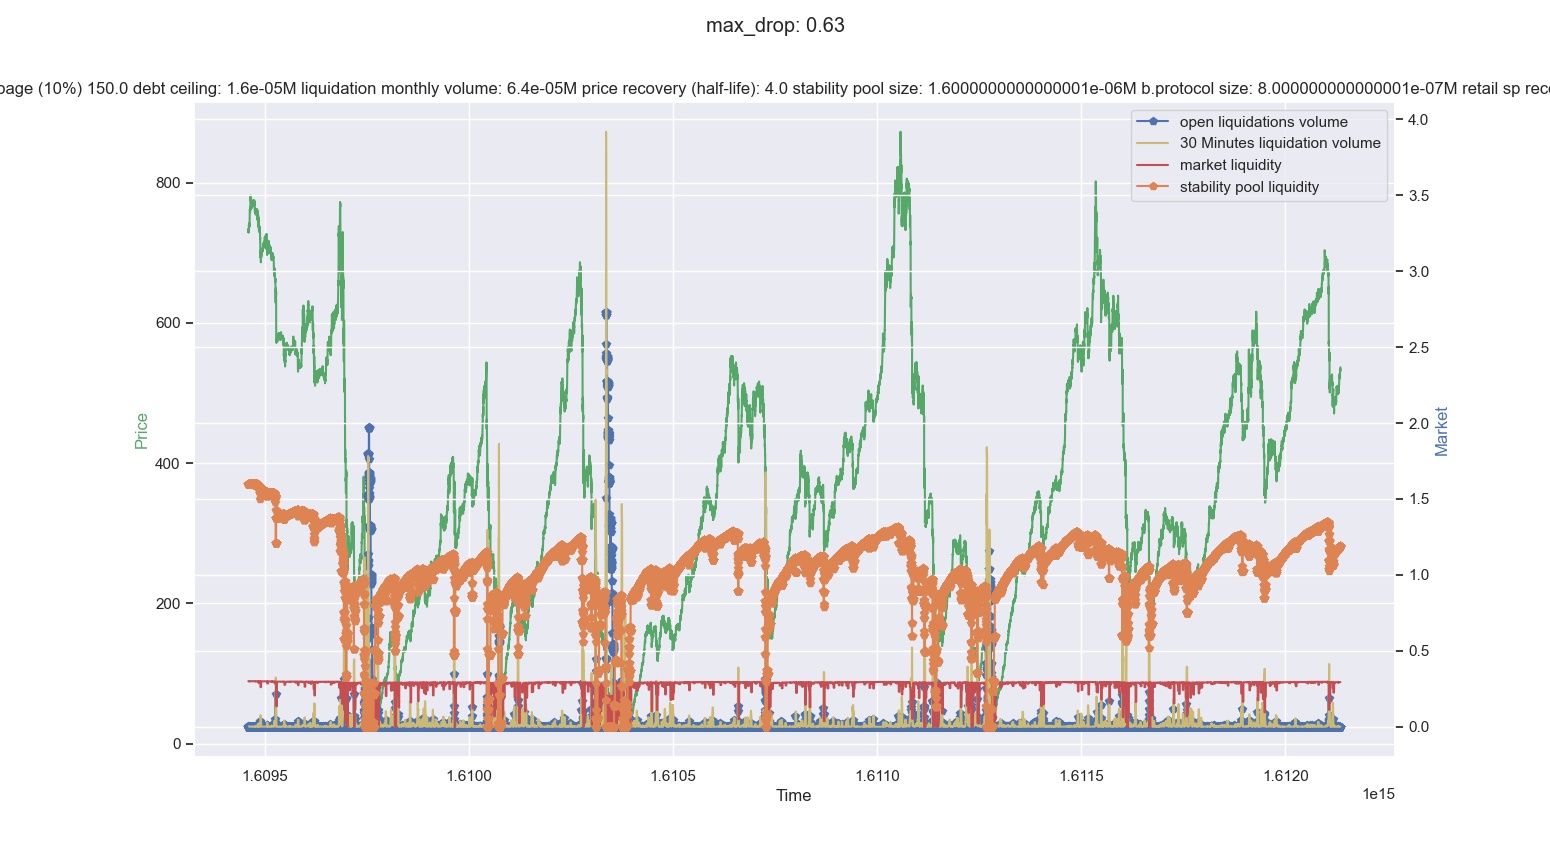 max_drop: 0.63
(10%) 150.0 debt ceiling: 1.6e-05M liquidation monthly volume: 6.4e-05M price recovery (half-life): 4.0 stability pool size: 1.6000000000000001e-06M b.protocol size: 8.000000000000001e-07M retail sp
open liquidations volume
30 Minutes liquidation volume
market liquidity
stability pool liquidity
800
600
400
200
0
Price
4.0
3.5
3.0
2.5
2.0
1.5
1.0
0.5
0.0
Market
1.6095 1.6100 1.6105 1.6110 1.6115 1.6120
1e15
Time